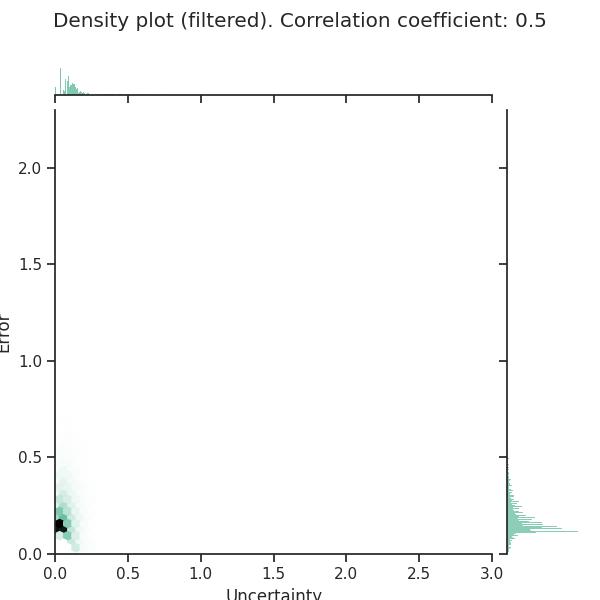 Density plot (filtered). Correlation coefficient: 0.5
2.0
1.5
Error
1.0
0.5
0.0
0.0 0.5 1.0 1.5 2.0 2.5 3.0
Uncertainty